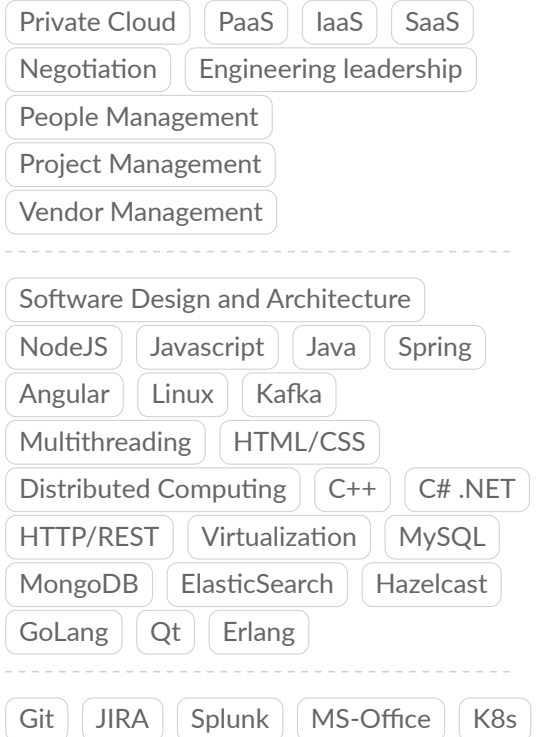 Private Cloud PaaS IaaS SaaS
Negotiation Engineering leadership
People Management
Project Management
Vendor Management
Software Design and Architecture
NodeJS Javascript Java Spring
Angular Linux Kafka
Multithreading HTML/CSS
Distributed Computing C++ C# .NET
HTTP/REST Virtualization MySQL
MongoDB ElasticSearch Hazelcast
GoLang Qt Erlang
Git JIRA Splunk MS-Office K8s